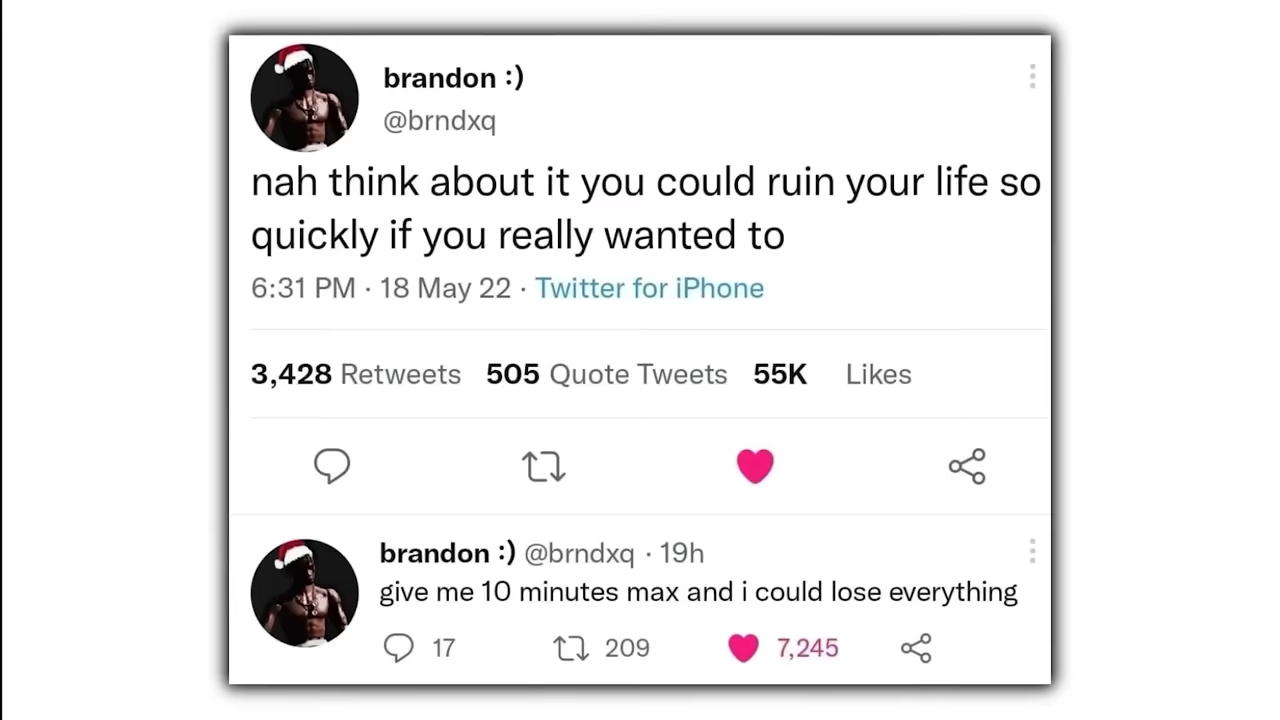 brandon :)
@brndxq
nah think about it you could ruin your life so
quickly if you really wanted to
6:31 PM · 18 May 22 · Twitter for iPhone
3,428 Retweets 505 Quote Tweets 55K Likes
brandon :) @brndxq · 19h
give me 10 minutes max and i could lose everything
17 209 7,245